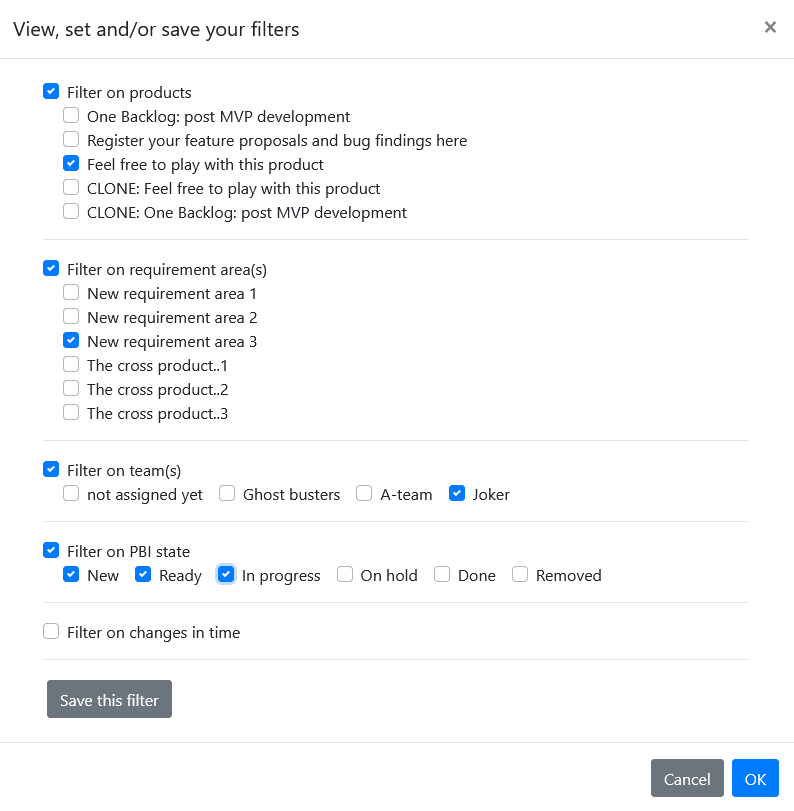 View, set and/or save your filters ×
Filter on products
One Backlog: post MVP development
Register your feature proposals and bug findings here
Feel free to play with this product
CLONE: Feel free to play with this product
CLONE: One Backlog: post MVP development
Filter on requirement area(s)
New requirement area 1
New requirement area 2
New requirement area 3
The cross product..1
The cross product..2
The cross product..3
Filter on team(s)
not assigned yet Ghost busters A-team Joker
Filter on PBI state
New Ready In progress On hold Done Removed
Filter on changes in time
Save this filter
Cancel OK